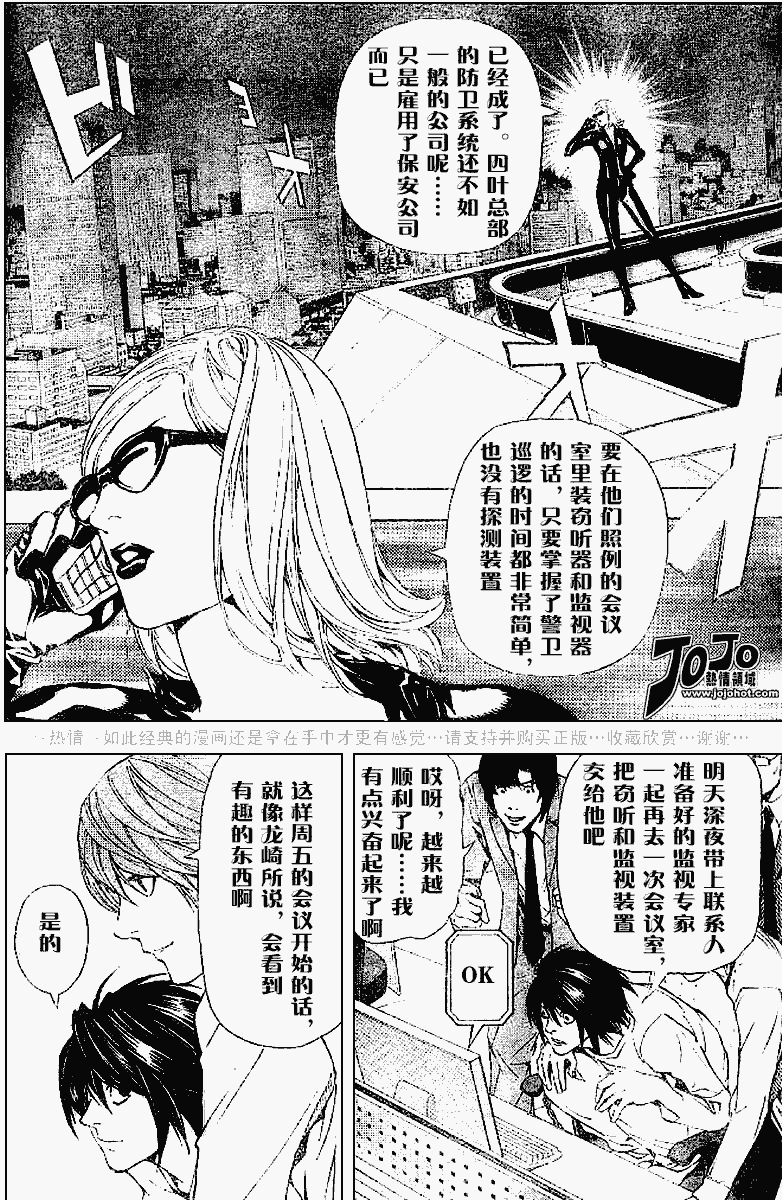 ビュオオオ
已经成了。四叶总部
的防卫系统还不如
一般的公司呢……
只是雇用了保安公司
而已
要在他们照例的会议
室里装窃听器和监视器
的话，只要掌握了警卫
巡逻的时间都非常简单，
也没有探测装置
JOJO
熱情領域
www.jojohot.com
…热情…如此经典的漫画还是拿在手中才更有感觉…请支持并购买正版…收藏欣赏…谢谢…
明天深夜带上联系人
准备好的监视专家
一起再去一次会议室，
把窃听和监视装置
交给他吧
OK
哎呀，越来越
顺利了呢……我
有点兴奋起来了啊
这样周五的会议开始的话，
就像龙崎所说，会看到
有趣的东西啊
是的